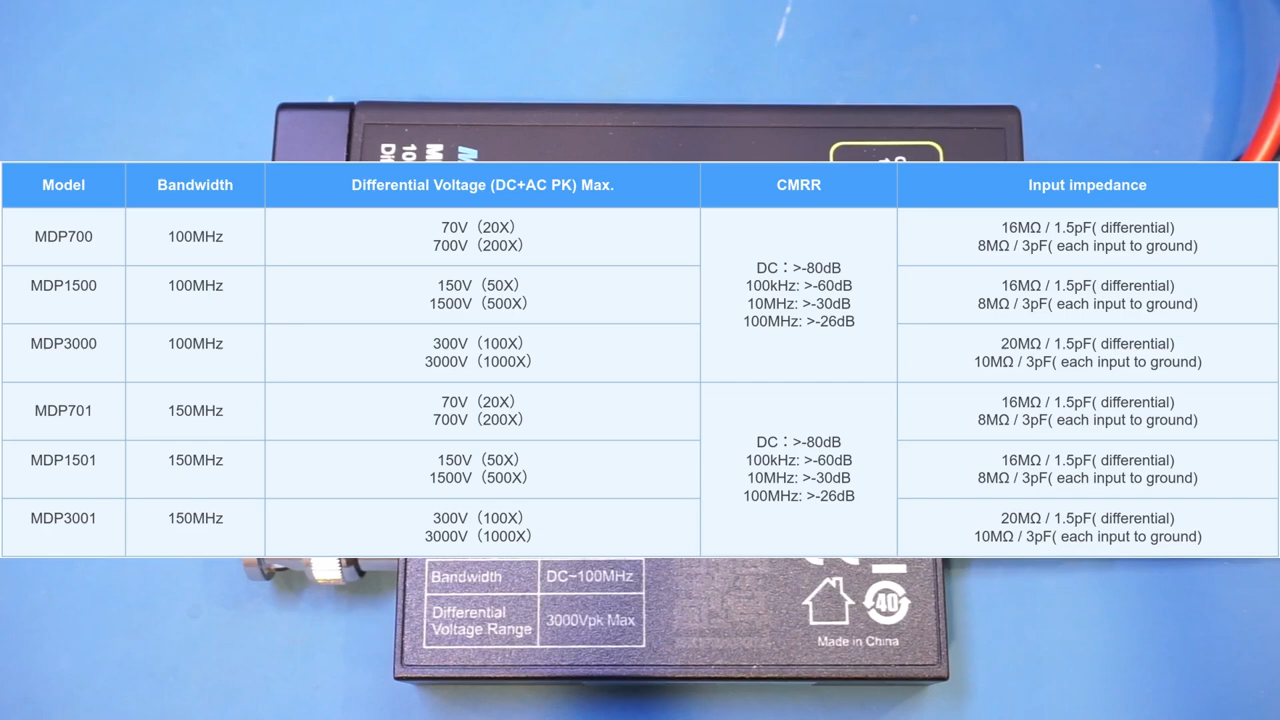 Model Bandwidth Differential Voltage (DC+AC PK) Max. CMRR Input impedance
MDP700 100MHz
70V（20X）
700V（200X）
16MΩ / 1.5pF( differential)
8MΩ / 3pF( each input to ground)
MDP1500 100MHz
150V（50X）
1500V（500X）
16MΩ / 1.5pF( differential)
8MΩ / 3pF( each input to ground)
MDP3000 100MHz
300V（100X）
3000V（1000X）
20MΩ / 1.5pF( differential)
10MΩ / 3pF( each input to ground)
DC：>-80dB
100kHz: >-60dB
10MHz: >-30dB
100MHz: >-26dB
MDP701 150MHz
70V（20X）
700V（200X）
16MΩ / 1.5pF( differential)
8MΩ / 3pF( each input to ground)
MDP1501 150MHz
150V（50X）
1500V（500X）
16MΩ / 1.5pF( differential)
8MΩ / 3pF( each input to ground)
MDP3001 150MHz
300V（100X）
3000V（1000X）
20MΩ / 1.5pF( differential)
10MΩ / 3pF( each input to ground)
DC：>-80dB
100kHz: >-60dB
10MHz: >-30dB
100MHz: >-26dB
Bandwidth DC~100MHz
Differential
Voltage Range
3000Vpk Max
40
Made in China